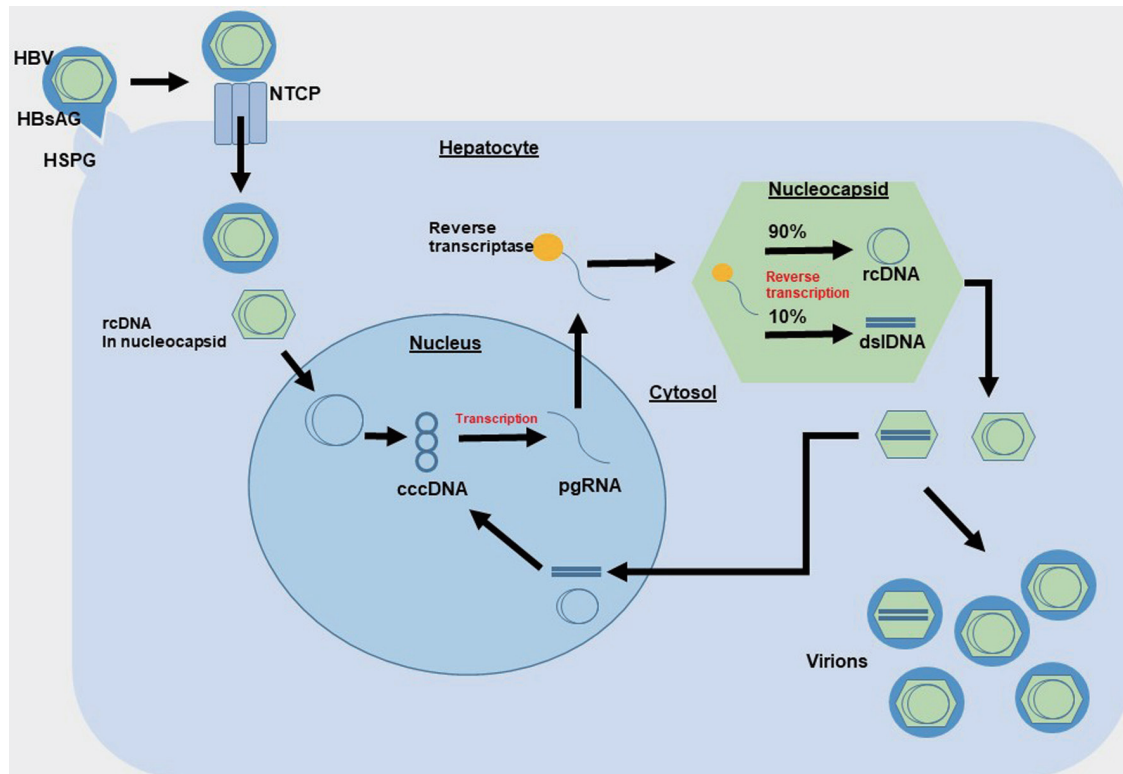 HBV
HBsAG
HSPG
NTCP
Hepatocyte
Reverse
transcriptase
Nucleocapsid
90%
rcDNA
Reverse
transcription
10%
dslDNA
rcDNA
In nucleocapsid
Nucleus
Cytosol
Transcription
cccDNA
pgRNA
Virions